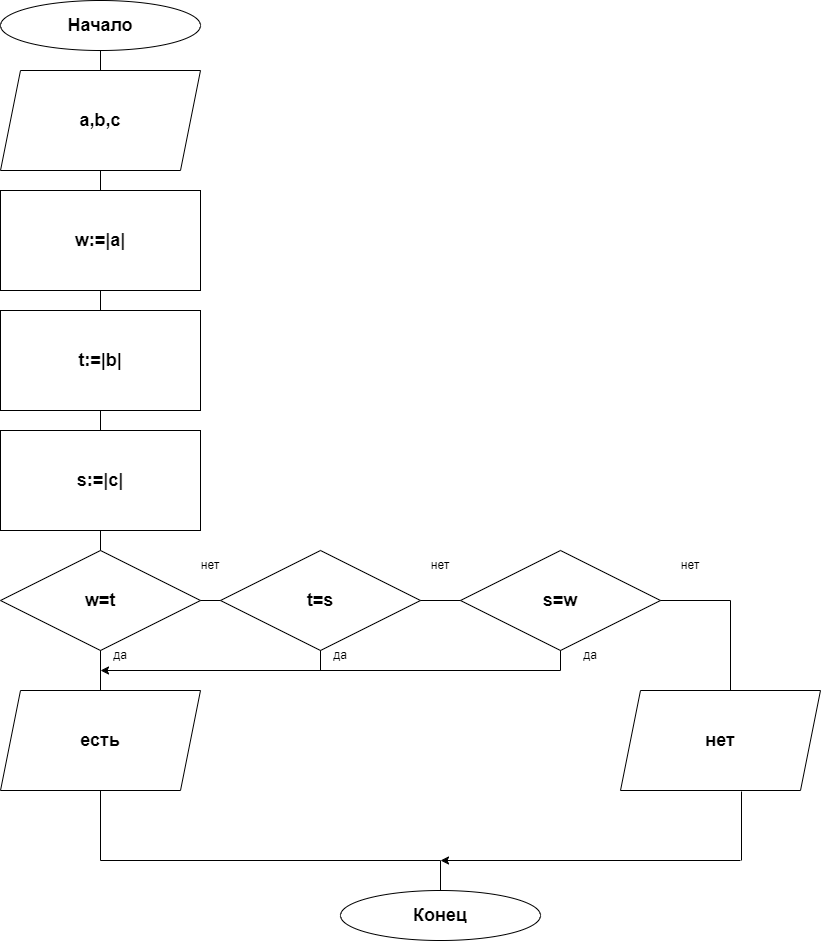 Начало
a,b,c
w:=|a|
t:=|b|
s:=|c|
нет
нет
нет
w=t
t=s
s=w
да
да
да
есть
нет
Конец